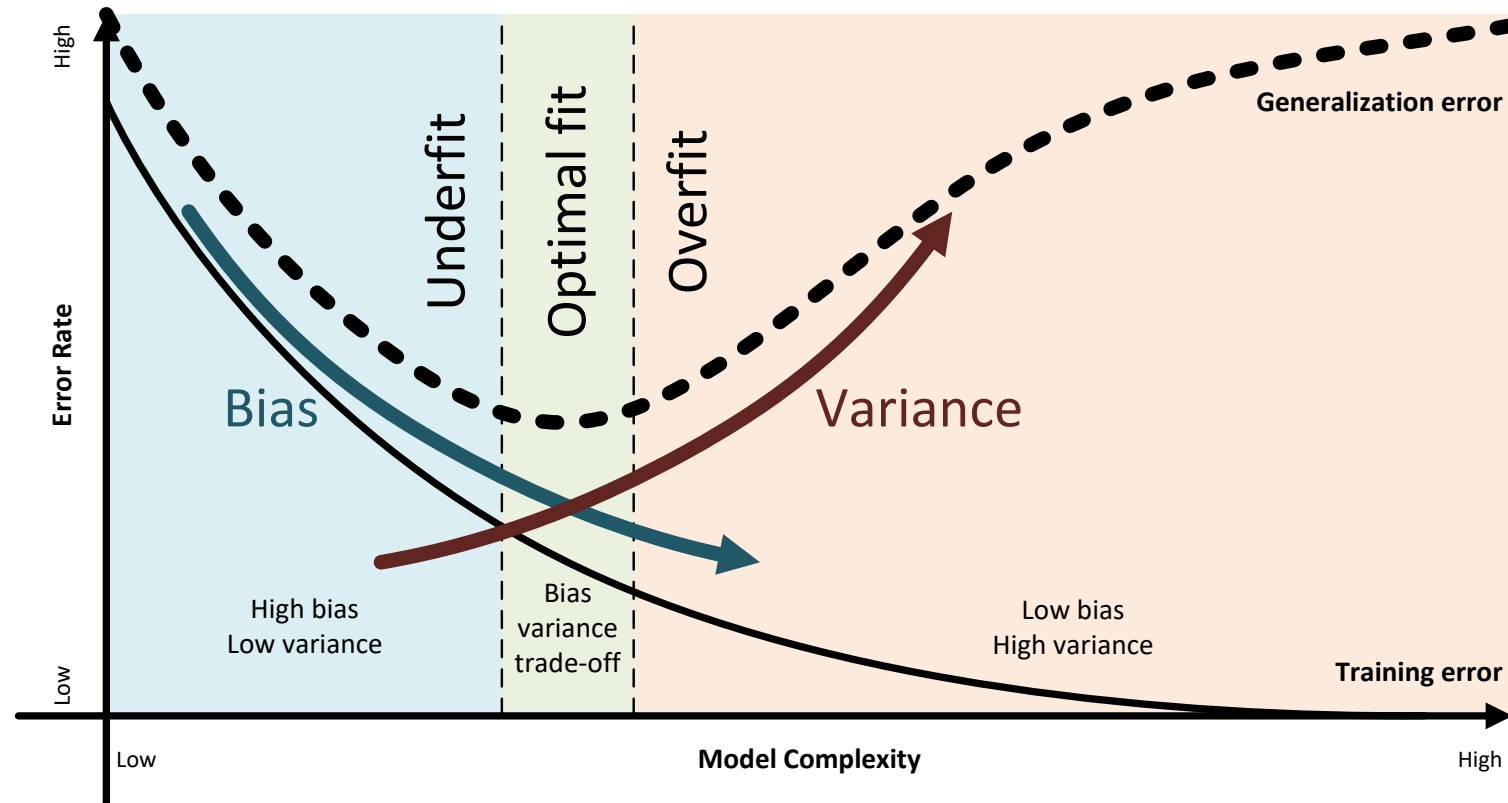 High
Generalization error
Underfit
Optimal fit
Overfit
Error Rate
Bias
Variance
High bias
Low variance
Bias
variance
trade-off
Low bias
High variance
Low
Training error
Low
Model Complexity
High